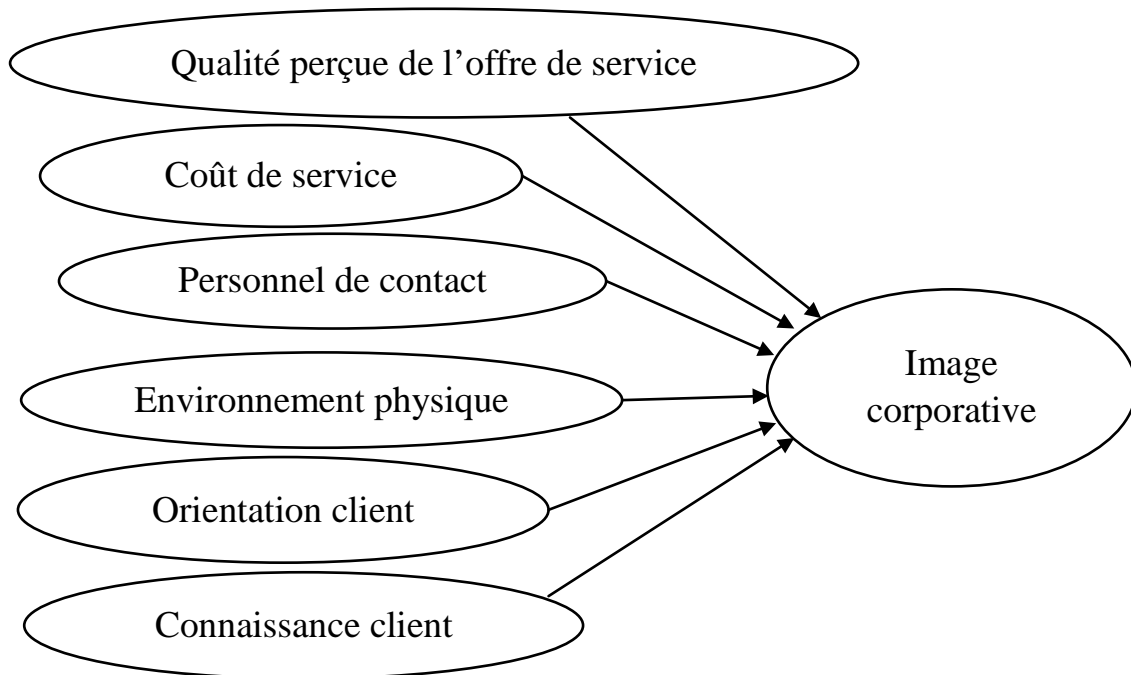 Qualité perçue de l’offre de service
Coût de service
Personnel de contact
Environnement physique
Orientation client
Connaissance client
Image
corporative